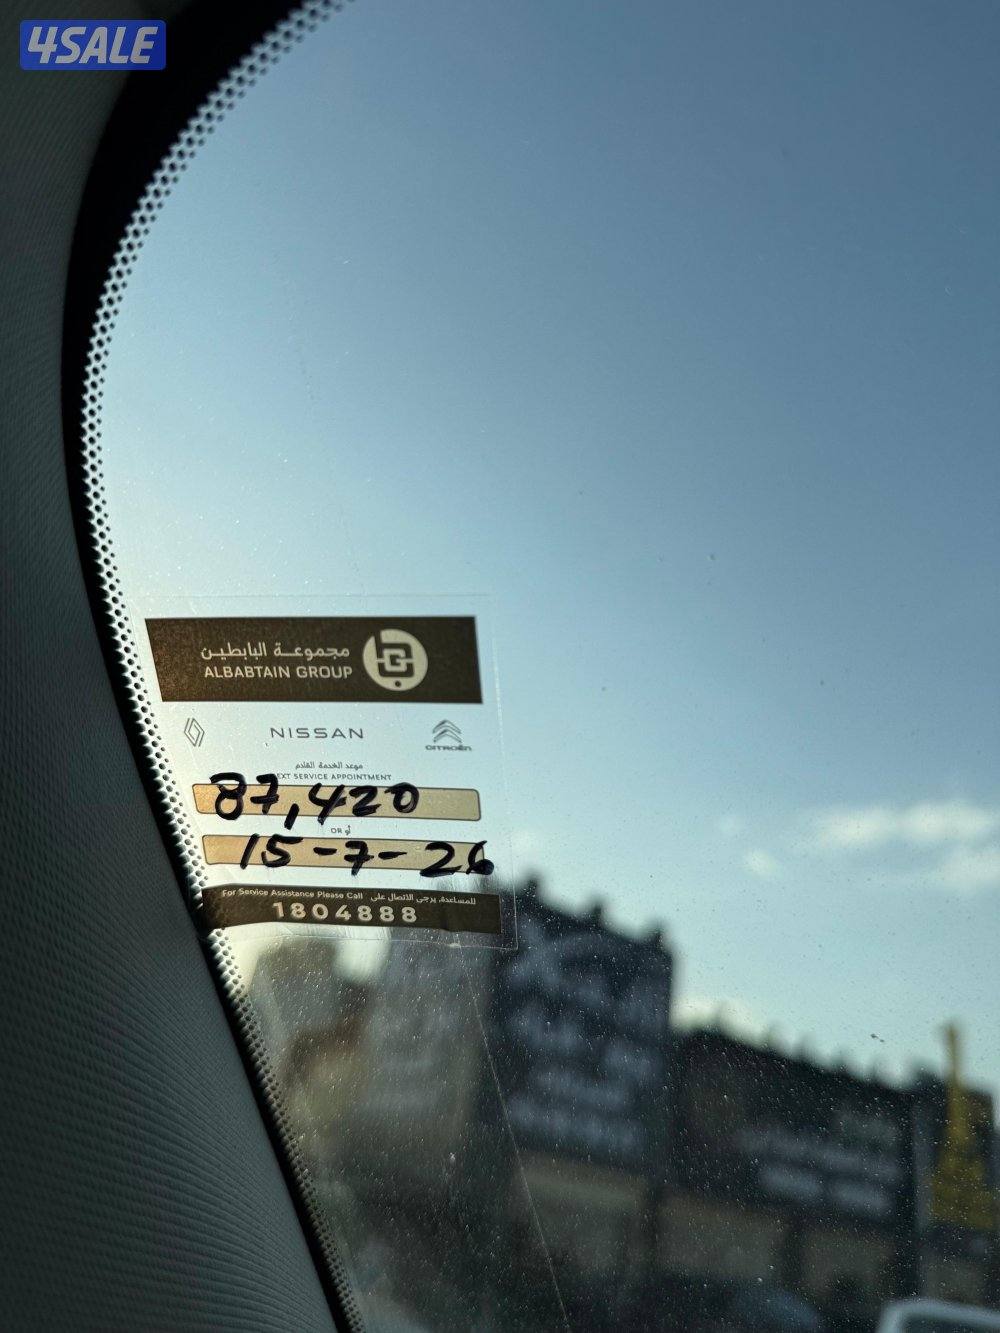 4SALE
مجموعة البابطين
ALBABTAIN GROUP
NISSAN
CITROËN
موعد الخدمة القادم
EXT SERVICE APPOINTMENT
87,420
OR أو
15-7-26
For Service Assistance Please Call للمساعدة، يرجى الاتصال على
1804888